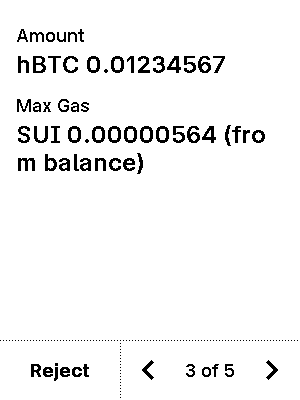 Amount
hBTC 0.01234567
Max Gas
SUI 0.00000564 (fro
m balance)
Reject
3 of 5